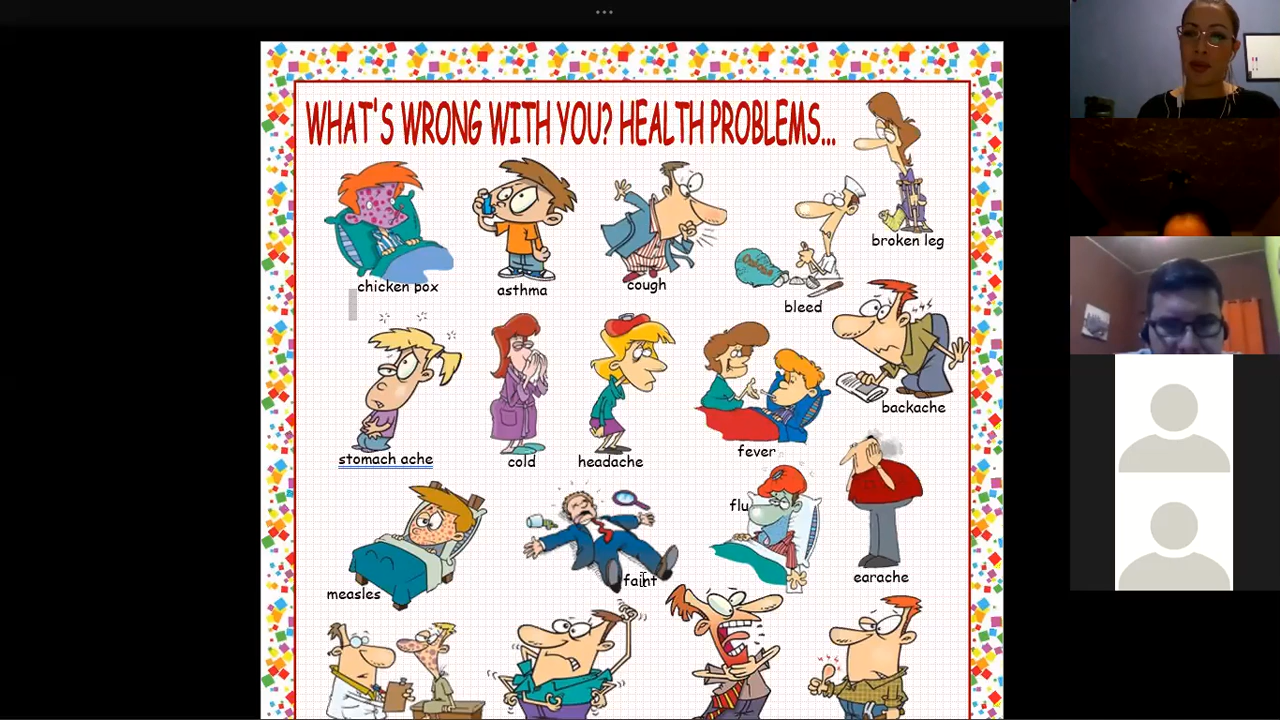 WHAT'S WRONG WITH YOU? HEALTH PROBLEMS...
broken leg
chicken pox
asthma
cough
bleed
backache
stomach ache
cold
headache
fever
flu
earache
measles
faint